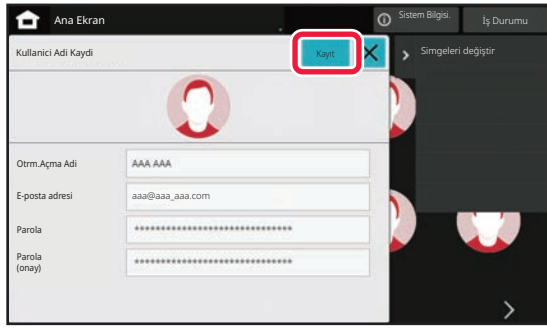 Ana Ekran
Sistem Bilgisi.
İş Durumu
Kullanici Adi Kaydi
Kayıt
Simgeleri değiştir
Otrm.Açma Adi
AAA AAA
E-posta adresi
aaa@aaa_aaa.com
Parola
********************************
Parola
(onay)
********************************